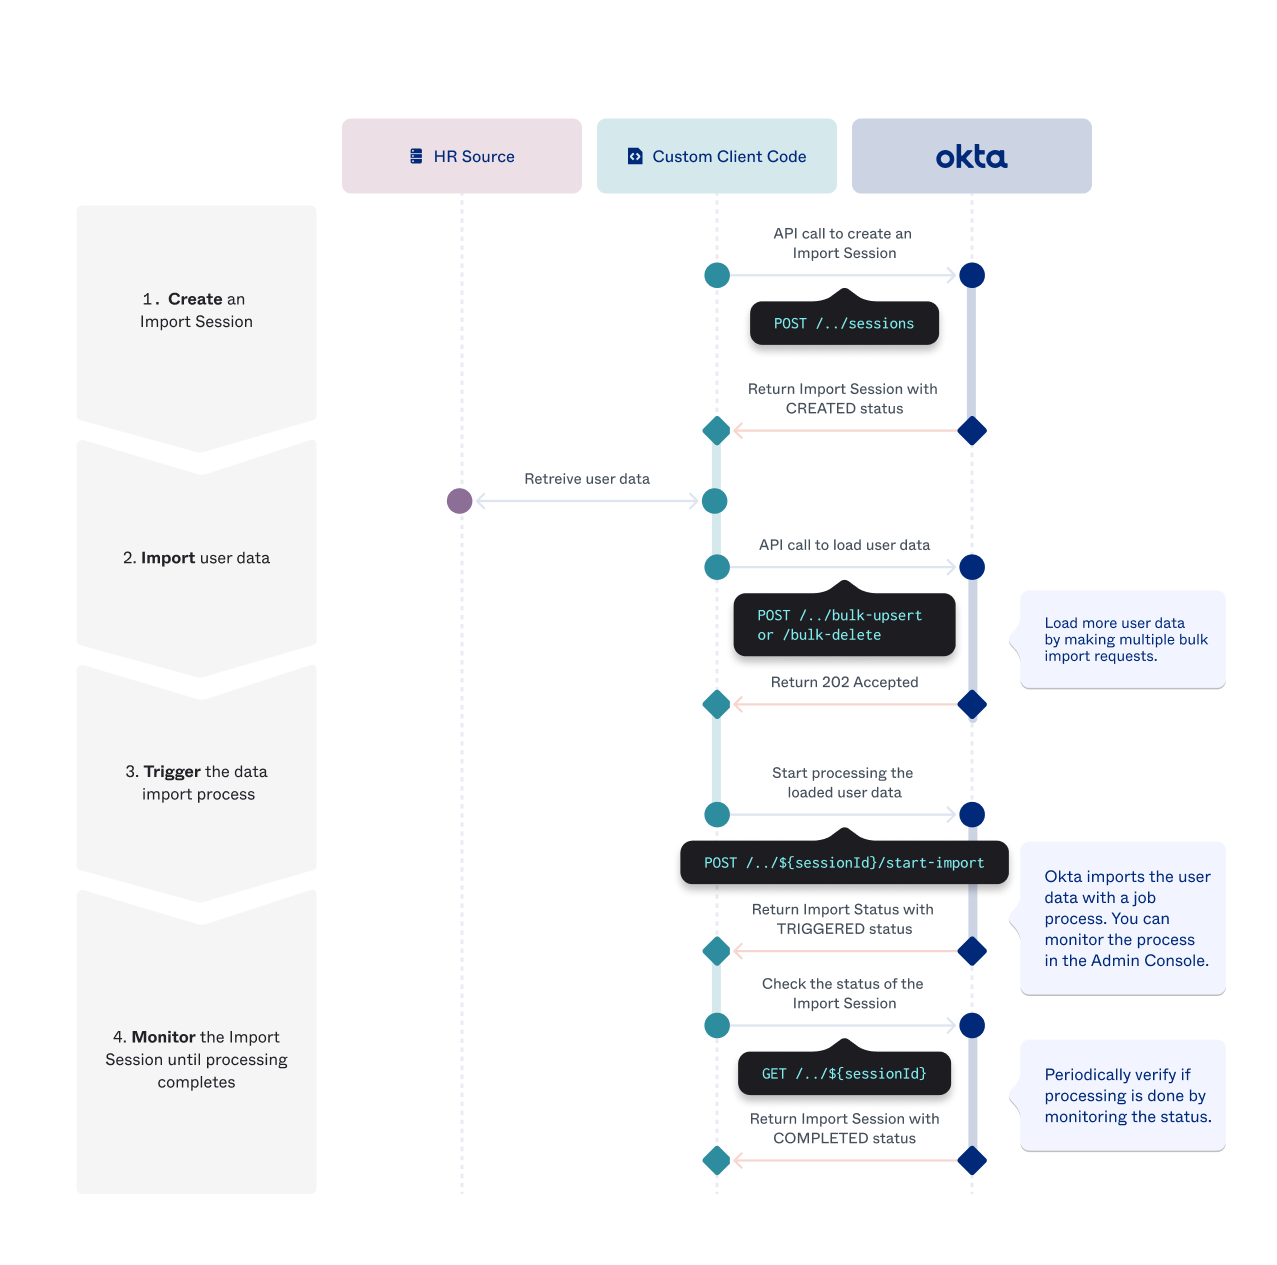 HR Source
Custom Client Code
okta
1. Create an
Import Session
API call to create an
Import Session
POST /../sessions
Return Import Session with
CREATED status
2. Import user data
Retreive user data
API call to load user data
POST /../bulk-upsert
or /bulk-delete
Load more user data
by making multiple bulk
import requests.
Return 202 Accepted
3. Trigger the data
import process
Start processing the
loaded user data
POST /../${sessionId}/start-import
Okta imports the user
data with a job
process. You can
monitor the process
in the Admin Console.
Return Import Status with
TRIGGERED status
4. Monitor the Import
Session until processing
completes
Check the status of the
Import Session
GET /../${sessionId}
Periodically verify if
processing is done by
monitoring the status.
Return Import Session with
COMPLETED status